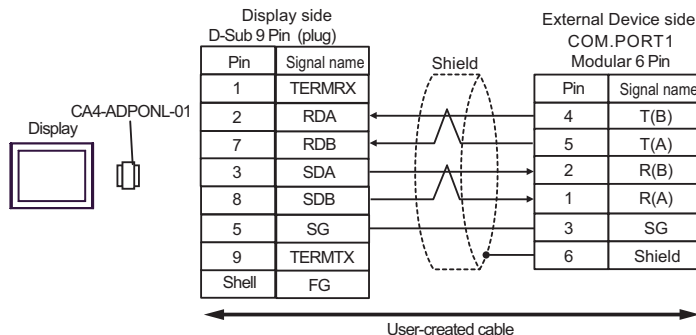 Display side
D-Sub 9 Pin (plug)
Pin Signal name
1 TERMRX
2 RDA
7 RDB
3 SDA
8 SDB
5 SG
9 TERMTX
Shell FG
Shield
External Device side
COM.PORT1
Modular 6 Pin
Pin Signal name
4 T(B)
5 T(A)
2 R(B)
1 R(A)
3 SG
6 Shield
CA4-ADPONL-01
Display
User-created cable